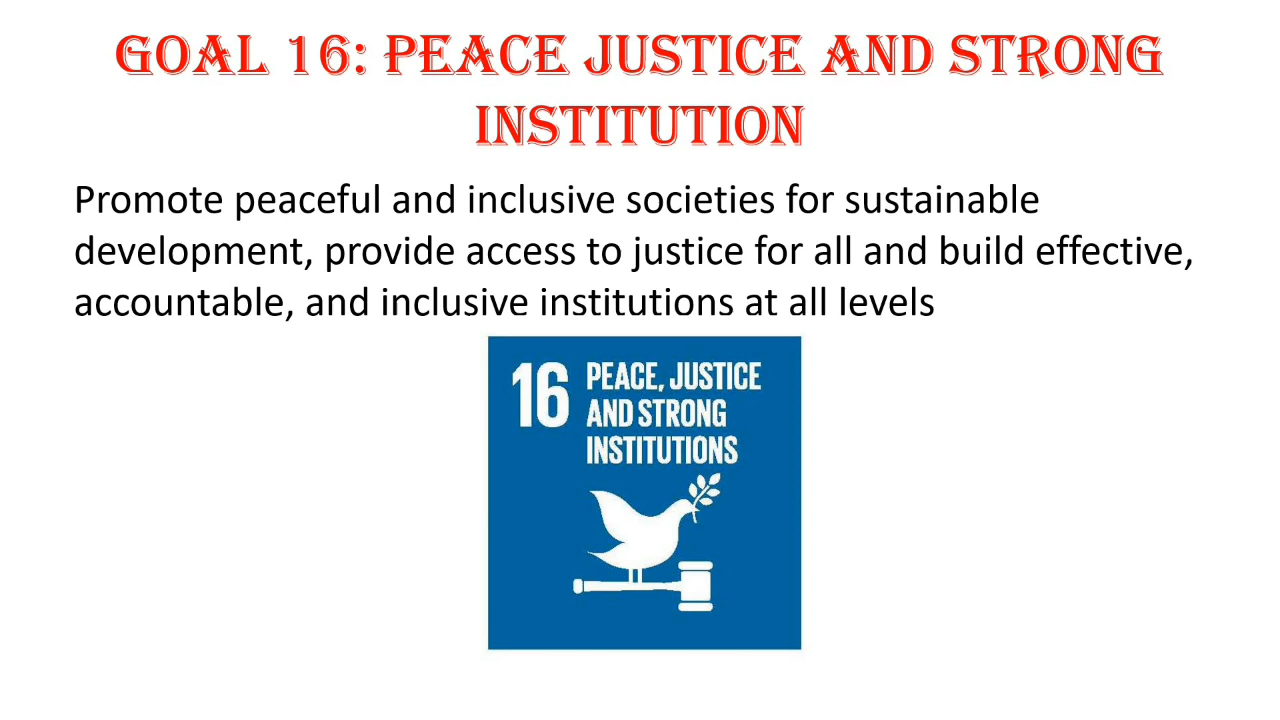 GOAL 16: PEACE JUSTICE AND STRONG
INSTITUTION
Promote peaceful and inclusive societies for sustainable
development, provide access to justice for all and build effective,
accountable, and inclusive institutions at all levels
16 PEACE, JUSTICE
AND STRONG
INSTITUTIONS